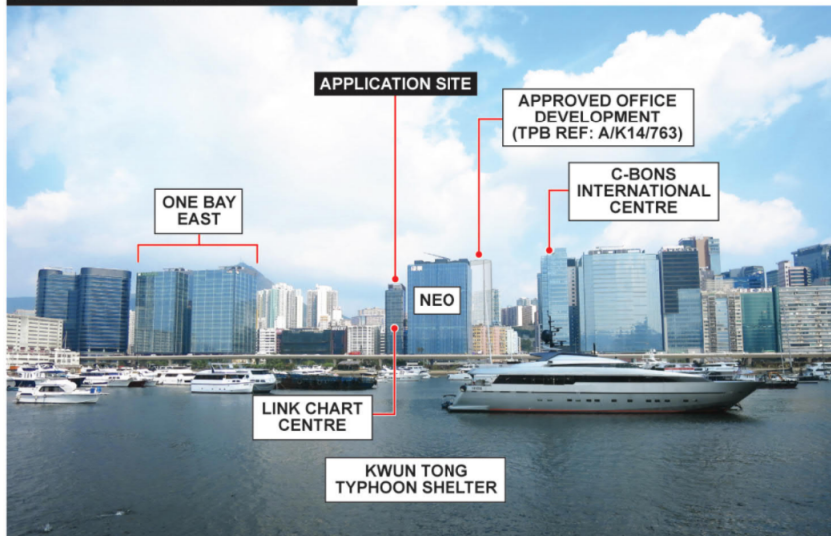 APPLICATION SITE
APPROVED OFFICE
DEVELOPMENT
(TPB REF: A/K14/763)
C-BONS
INTERNATIONAL
CENTRE
ONE BAY
EAST
NEO
LINK CHART
CENTRE
KWUN TONG
TYPHOON SHELTER